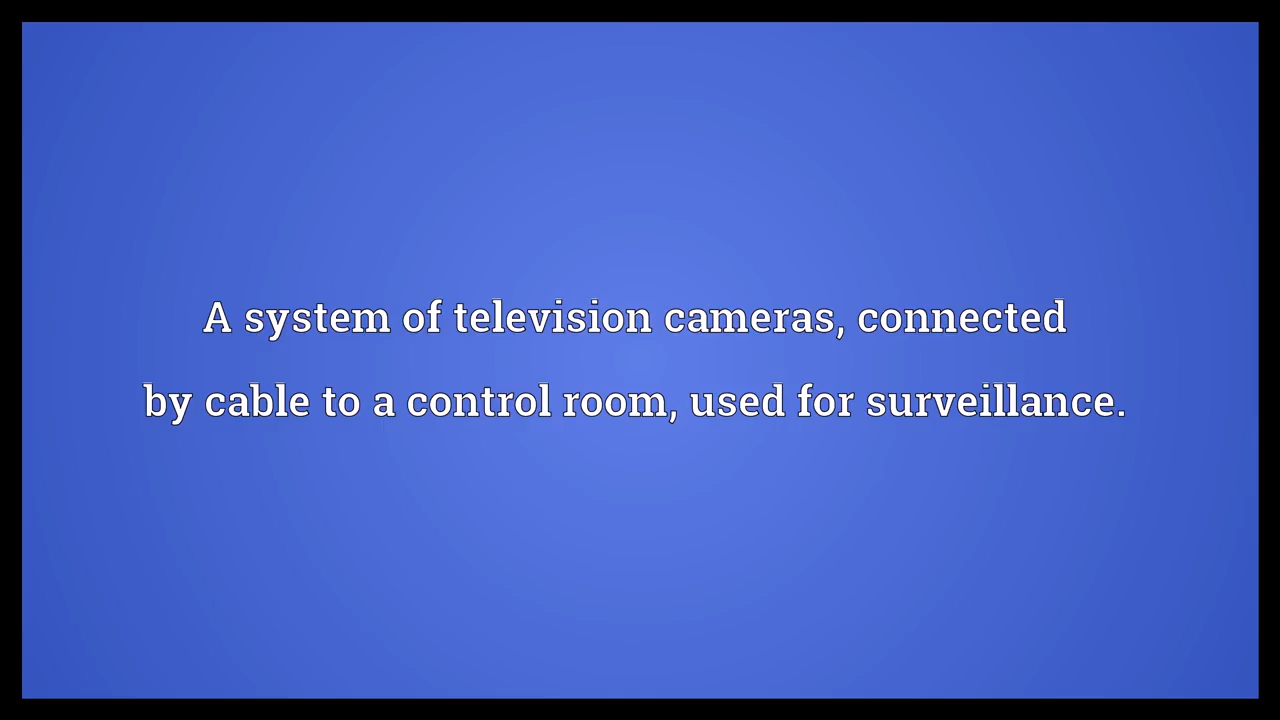 A system of television cameras, connected
by cable to a control room, used for surveillance.